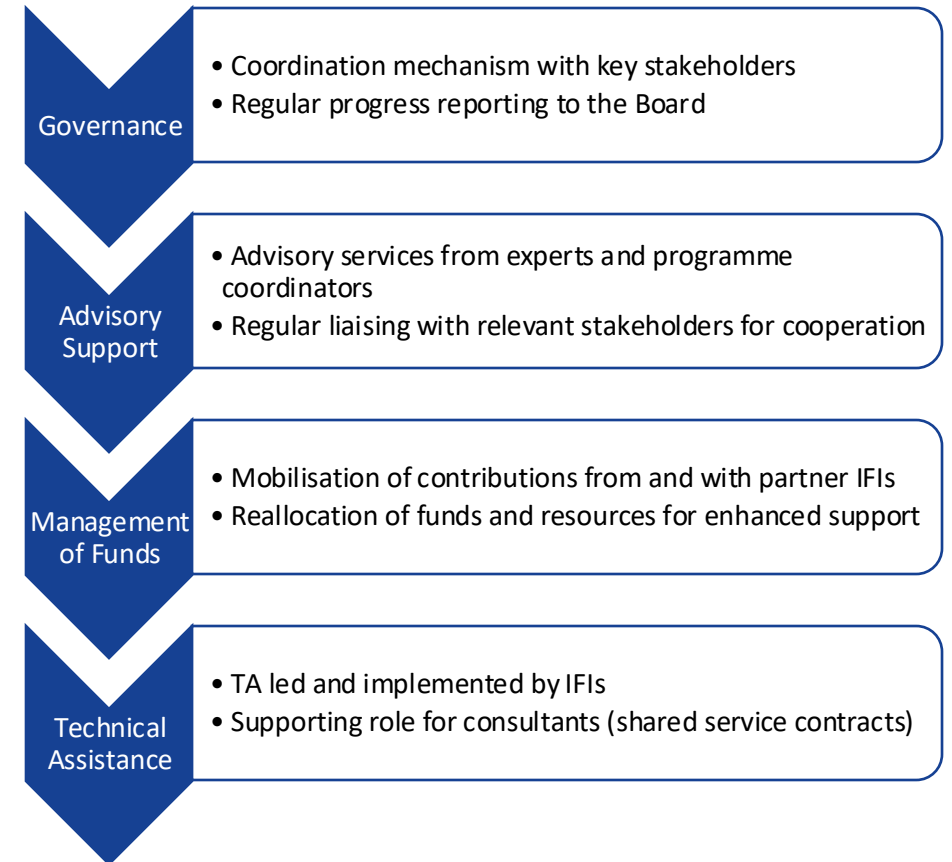 Governance
• Coordination mechanism with key stakeholders
• Regular progress reporting to the Board
Advisory
Support
• Advisory services from experts and programme
coordinators
• Regular liaising with relevant stakeholders for cooperation
Management
of Funds
• Mobilisation of contributions from and with partner IFIs
• Reallocation of funds and resources for enhanced support
Technical
Assistance
• TA led and implemented by IFIs
• Supporting role for consultants (shared service contracts)